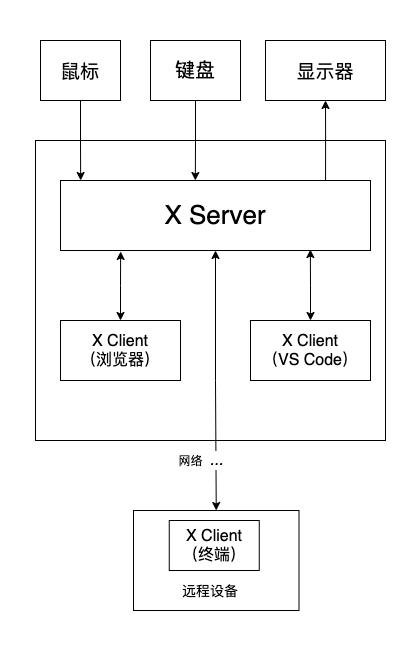 鼠标
键盘
显示器
X Server
X Client
（浏览器）
X Client
（VS Code）
网络 ...
X Client
（终端）
远程设备